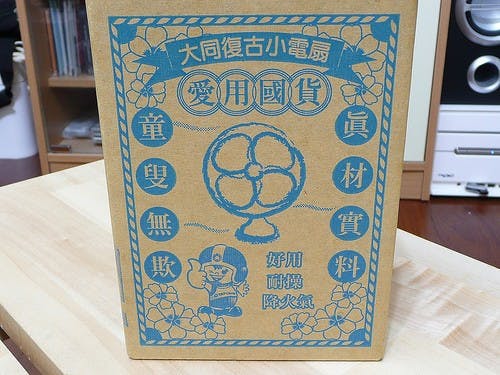 大同復古小電扇
愛用國貨
童叟無欺
眞材實料
好用
耐操
降火氣